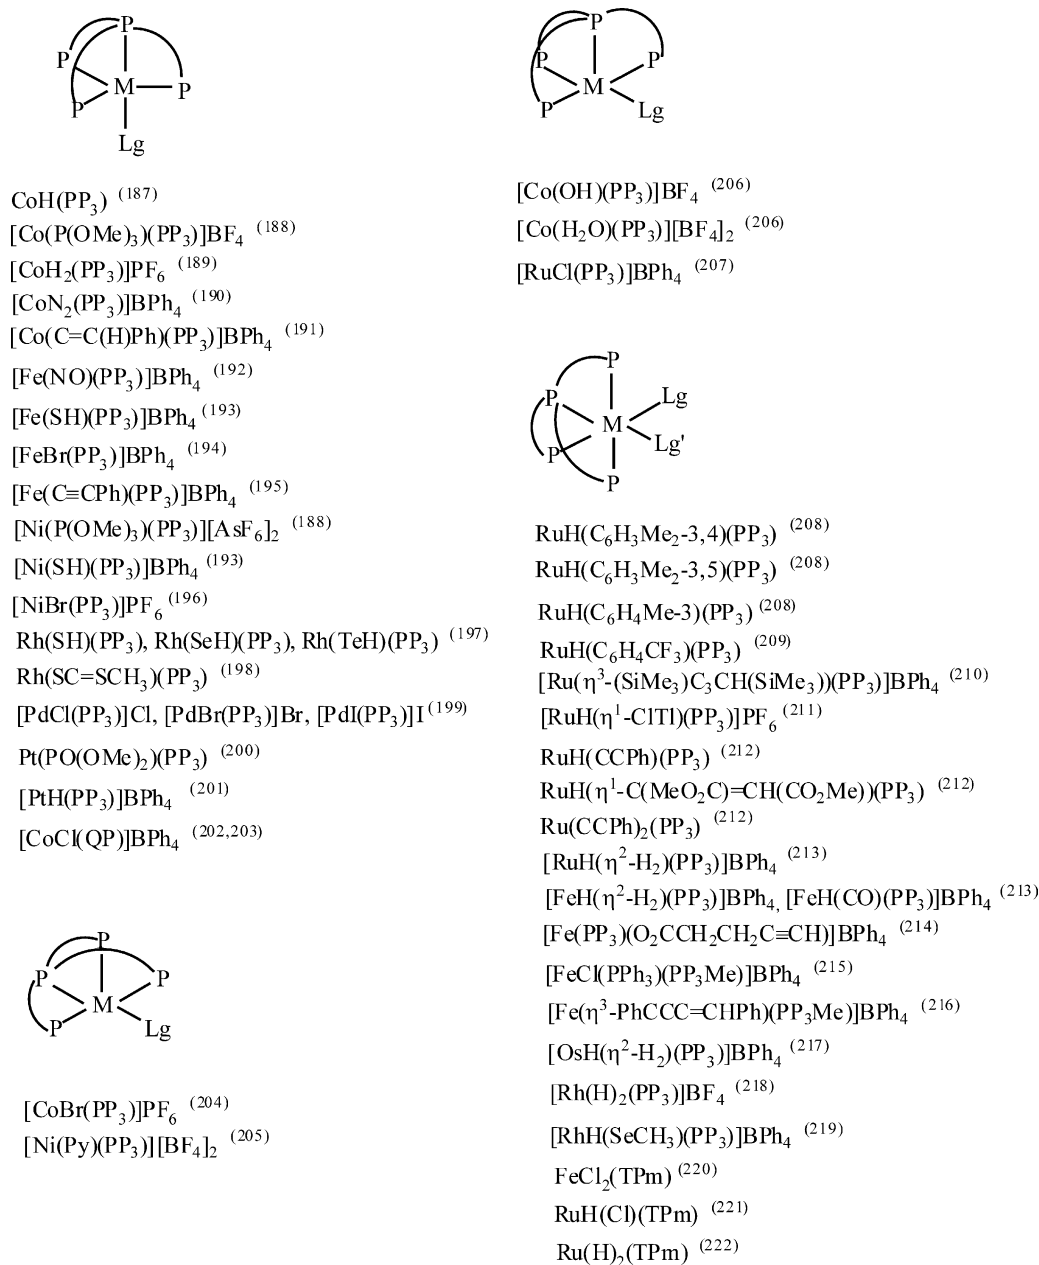 P
P
M
P
P
Lg
CoH(PP₃) (187)
[Co(P(OMe)₃)(PP₃)]BF₄ (188)
[CoH₂(PP₃)]PF₆ (189)
[CoN₂(PP₃)]BPh₄ (190)
[Co(C=C(H)Ph)(PP₃)]BPh₄ (191)
[Fe(NO)(PP₃)]BPh₄ (192)
[Fe(SH)(PP₃)]BPh₄ (193)
[FeBr(PP₃)]BPh₄ (194)
[Fe(C≡CPh)(PP₃)]BPh₄ (195)
[Ni(P(OMe)₃)(PP₃)][AsF₆]₂ (188)
[Ni(SH)(PP₃)]BPh₄ (193)
[NiBr(PP₃)]PF₆ (196)
Rh(SH)(PP₃), Rh(SeH)(PP₃), Rh(TeH)(PP₃) (197)
Rh(SC=SCH₃)(PP₃) (198)
[PdCl(PP₃)]Cl, [PdBr(PP₃)]Br, [PdI(PP₃)]I (199)
Pt(PO(OMe)₂)(PP₃) (200)
[PtH(PP₃)]BPh₄ (201)
[CoCl(QP)]BPh₄ (202,203)
P
P
P
M
P
Lg
[CoBr(PP₃)]PF₆ (204)
[Ni(Py)(PP₃)][BF₄]₂ (205)
P
P
P
M
P
Lg
[Co(OH)(PP₃)]BF₄ (206)
[Co(H₂O)(PP₃)][BF₄]₂ (206)
[RuCl(PP₃)]BPh₄ (207)
P
P
Lg
M
Lg'
P
P
RuH(C₆H₃Me₂-3,4)(PP₃) (208)
RuH(C₆H₃Me₂-3,5)(PP₃) (208)
RuH(C₆H₄Me-3)(PP₃) (208)
RuH(C₆H₄CF₃)(PP₃) (209)
[Ru(η³-(SiMe₃)C₃CH(SiMe₃))(PP₃)]BPh₄ (210)
[RuH(η¹-ClTl)(PP₃)]PF₆ (211)
RuH(CCPh)(PP₃) (212)
RuH(η¹-C(MeO₂C)=CH(CO₂Me))(PP₃) (212)
Ru(CCPh)₂(PP₃) (212)
[RuH(η²-H₂)(PP₃)]BPh₄ (213)
[FeH(η²-H₂)(PP₃)]BPh₄, [FeH(CO)(PP₃)]BPh₄ (213)
[Fe(PP₃)(O₂CCH₂CH₂C≡CH)]BPh₄ (214)
[FeCl(PPh₃)(PP₃Me)]BPh₄ (215)
[Fe(η³-PhCCC=CHPh)(PP₃Me)]BPh₄ (216)
[OsH(η²-H₂)(PP₃)]BPh₄ (217)
[Rh(H)₂(PP₃)]BF₄ (218)
[RhH(SeCH₃)(PP₃)]BPh₄ (219)
FeCl₂(TPm) (220)
RuH(Cl)(TPm) (221)
Ru(H)₂(TPm) (222)